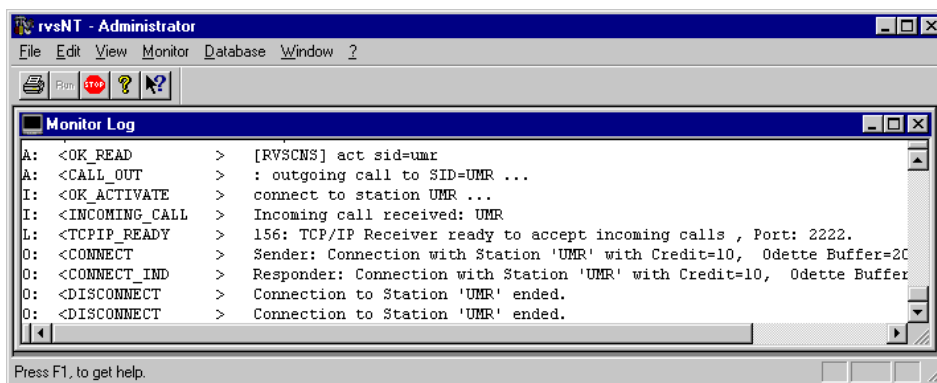 rvsNT - Administrator
File Edit View Monitor Database Window ?
Run STOP ? ?
Monitor Log
A: <OK_READ > [RVSCNS] act sid=umr
A: <CALL_OUT > : outgoing call to SID=UMR ...
I: <OK_ACTIVATE > connect to station UMR ...
I: <INCOMING_CALL > Incoming call received: UMR
L: <TCPIP_READY > 156: TCP/IP Receiver ready to accept incoming calls , Port: 2222.
O: <CONNECT > Sender: Connection with Station 'UMR' with Credit=10, Odette Buffer=20
O: <CONNECT_IND > Responder: Connection with Station 'UMR' with Credit=10, Odette Buffer
O: <DISCONNECT > Connection to Station 'UMR' ended.
O: <DISCONNECT > Connection to Station 'UMR' ended.
Press F1, to get help.